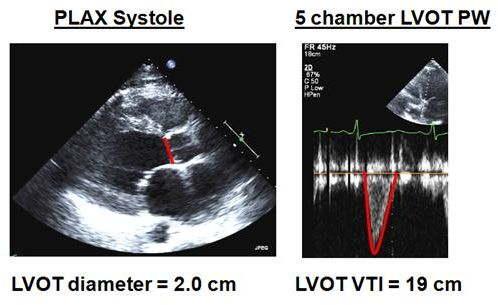 PLAX Systole
5 chamber LVOT PW
FR 45Hz
18cm
2D
67%
C 50
P Low
HPen
JPEG
LVOT diameter = 2.0 cm
LVOT VTI = 19 cm